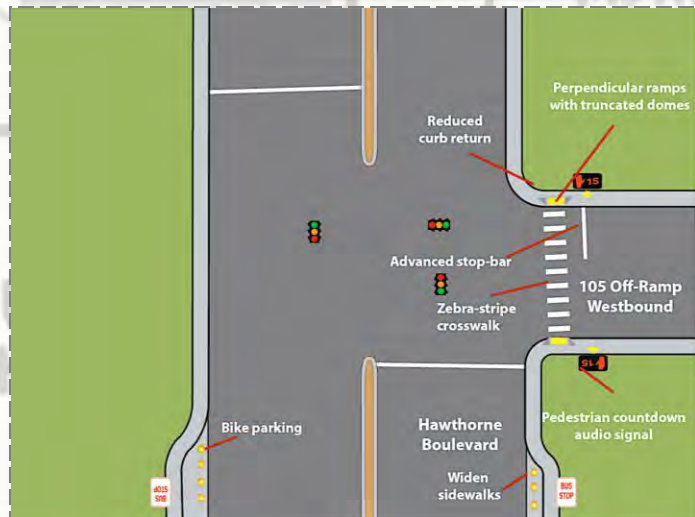 Perpendicular ramps
with truncated domes
Reduced
curb return
15
Advanced stop-bar
105 Off-Ramp
Westbound
Zebra-stripe
crosswalk
15
Pedestrian countdown
audio signal
Hawthorne
Boulevard
Bike parking
Widen
sidewalks
BUS
STOP
BUS
STOP